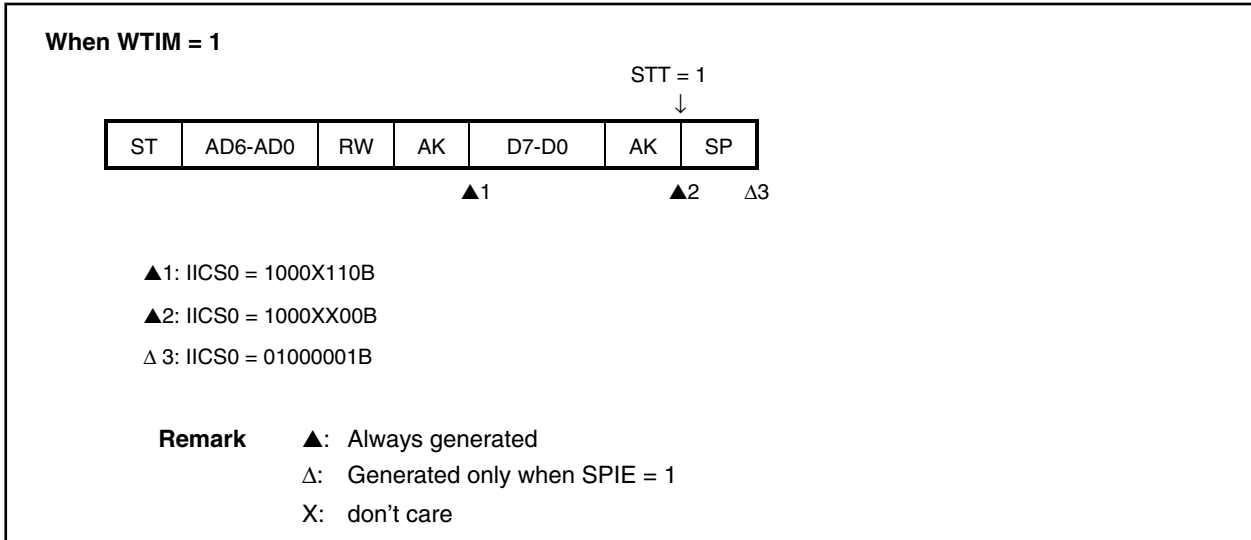 When WTIM = 1
STT = 1
↓
ST AD6-AD0 RW AK D7-D0 AK SP
▲1 ▲2 Δ3
▲1: IICS0 = 1000X110B
▲2: IICS0 = 1000XX00B
Δ 3: IICS0 = 01000001B
Remark ▲: Always generated
Δ: Generated only when SPIE = 1
X: don't care